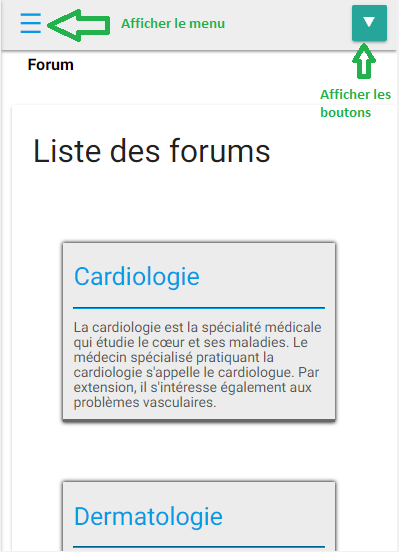 Afficher le menu
Afficher les
boutons
Forum
Liste des forums
Cardiologie
La cardiologie est la spécialité médicale
qui étudie le cœur et ses maladies. Le
médecin spécialisé pratiquant la
cardiologie s'appelle le cardiologue. Par
extension, il s'intéresse également aux
problèmes vasculaires.
Dermatologie